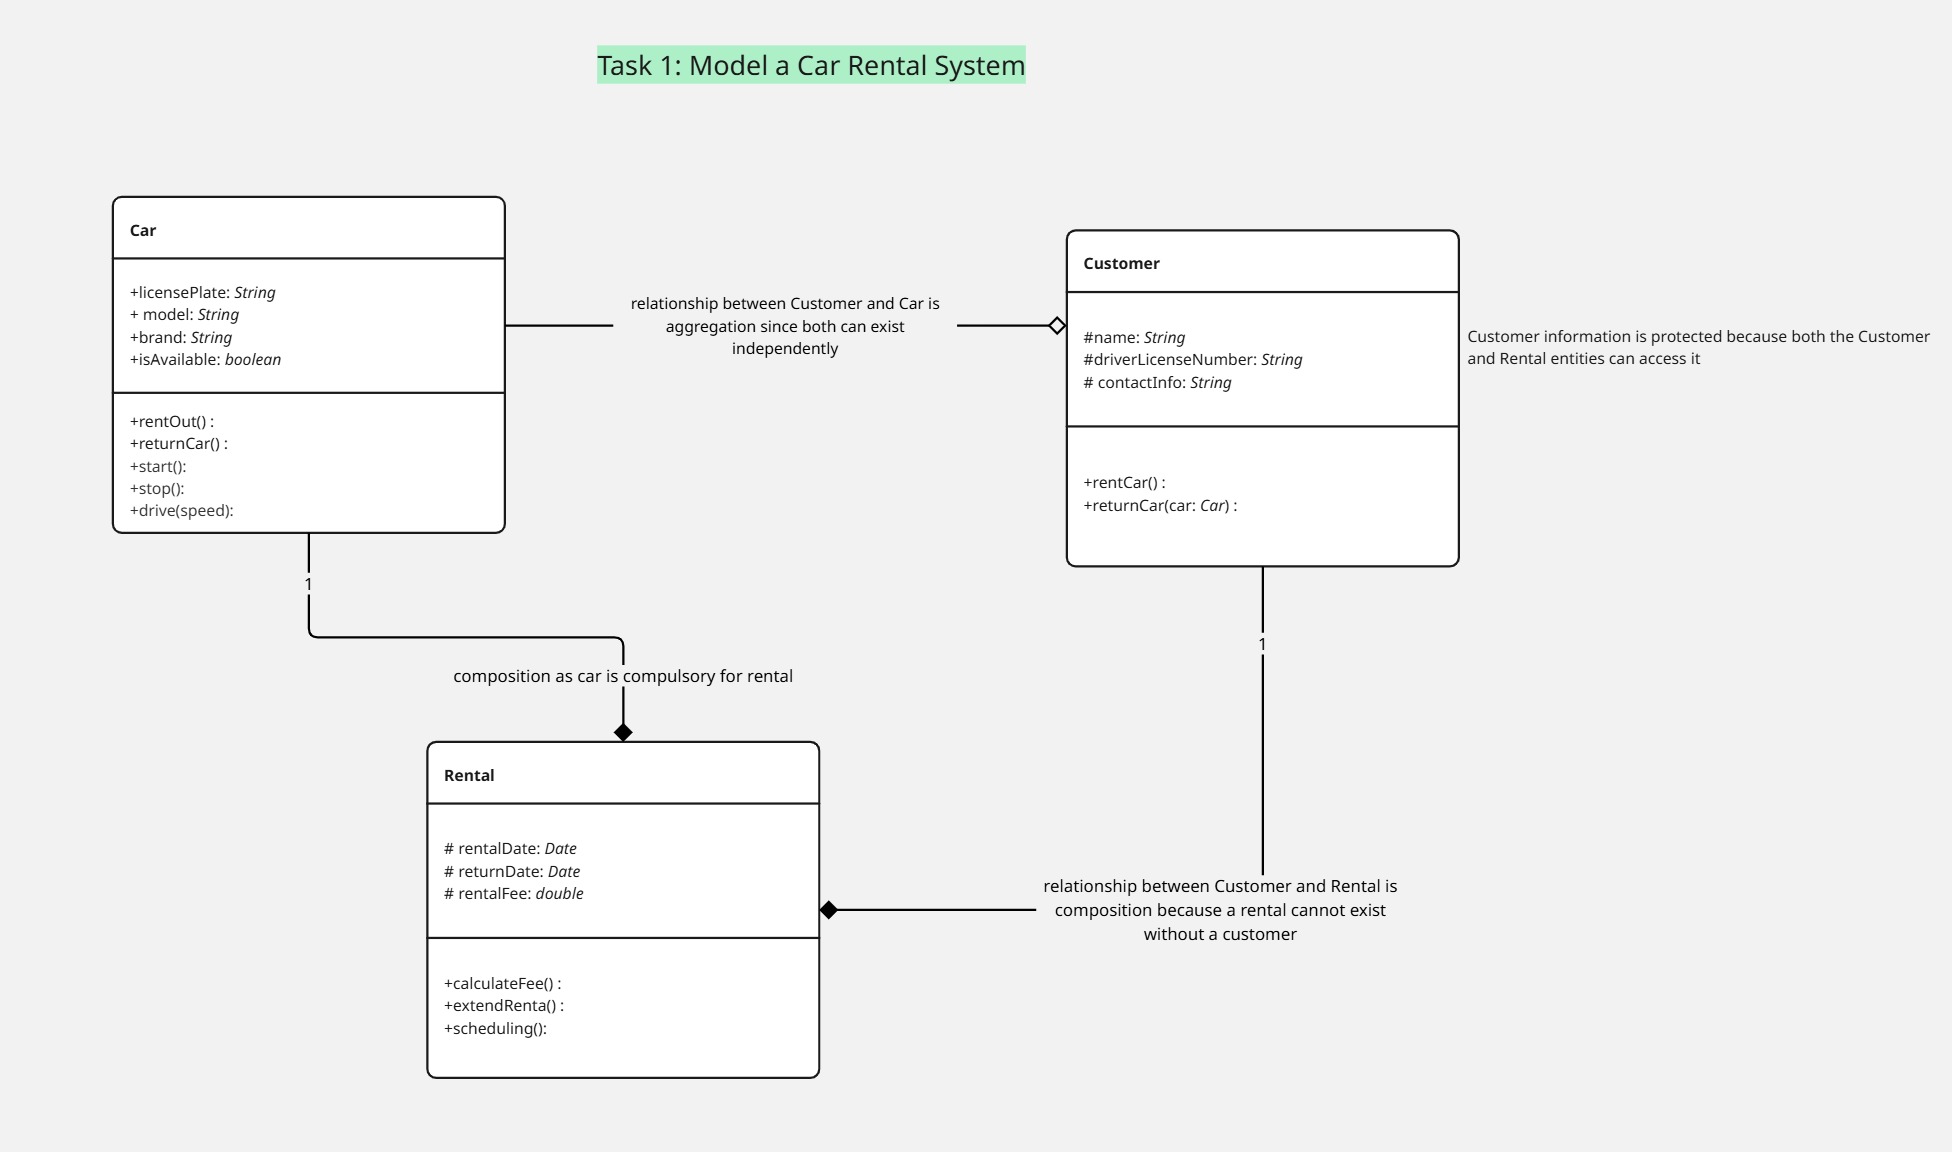 Task 1: Model a Car Rental System
Car
+licensePlate: String
+ model: String
+brand: String
+isAvailable: boolean
+rentOut() :
+returnCar() :
+start():
+stop():
+drive(speed):
relationship between Customer and Car is
aggregation since both can exist
independently
Customer
#name: String
#driverLicenseNumber: String
# contactInfo: String
+rentCar() :
+returnCar(car: Car) :
Customer information is protected because both the Customer
and Rental entities can access it
1
composition as car is compulsory for rental
1
Rental
# rentalDate: Date
# returnDate: Date
# rentalFee: double
+calculateFee() :
+extendRenta() :
+scheduling():
relationship between Customer and Rental is
composition because a rental cannot exist
without a customer